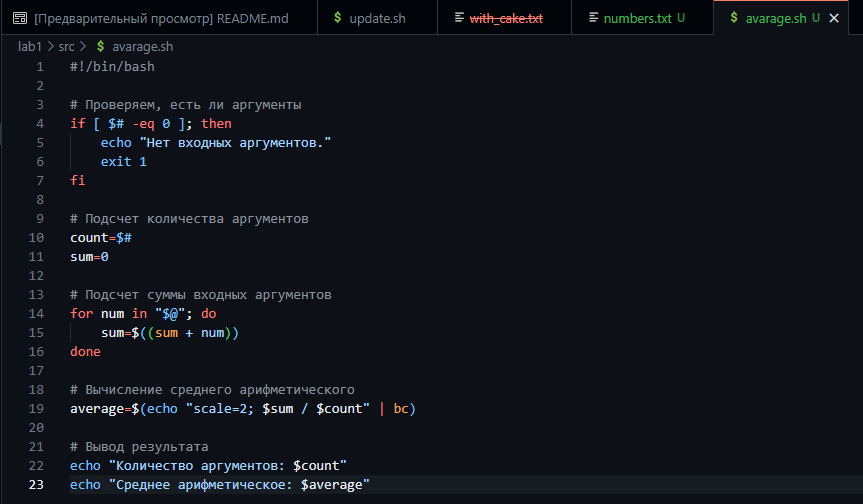 [Предварительный просмотр] README.md $ update.sh with_cake.txt numbers.txt U $ avarage.sh U
lab1 > src > $ avarage.sh
1 #!/bin/bash
2
3 # Проверяем, есть ли аргументы
4 if [ $# -eq 0 ]; then
5     echo "Нет входных аргументов."
6     exit 1
7 fi
8
9 # Подсчет количества аргументов
10 count=$#
11 sum=0
12
13 # Подсчет суммы входных аргументов
14 for num in "$@"; do
15     sum=$((sum + num))
16 done
17
18 # Вычисление среднего арифметического
19 average=$(echo "scale=2; $sum / $count" | bc)
20
21 # Вывод результата
22 echo "Количество аргументов: $count"
23 echo "Среднее арифметическое: $average"